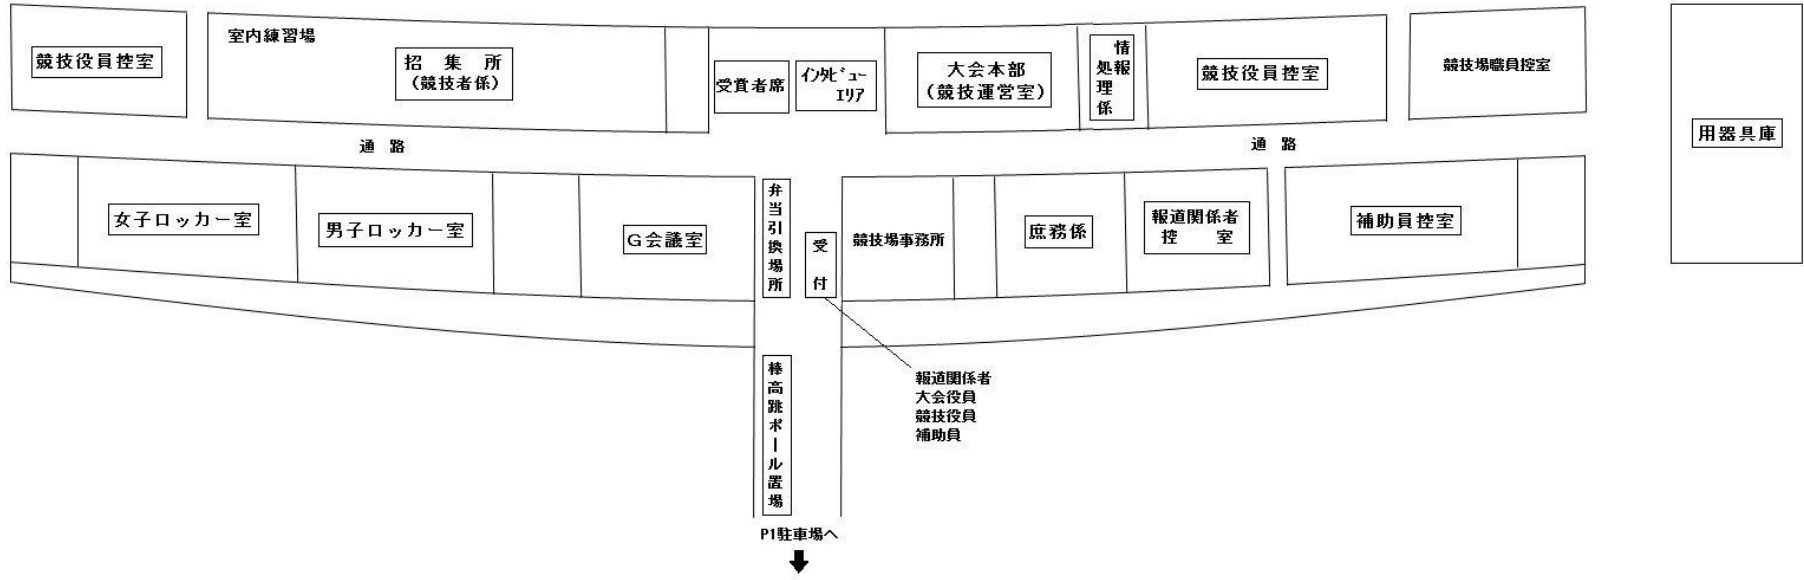 競技役員控室
室内練習場
招 集 所
（競技者係）
受賞者席
ｲﾝﾀﾋﾞｭｰ
ｴﾘｱ
大会本部
（競技運営室）
情報処理係
競技役員控室
競技場職員控室
用器具庫
通 路
通 路
女子ロッカー室
男子ロッカー室
Ｇ会議室
弁当引換場所
受 付
競技場事務所
庶務係
報道関係者
控 室
補助員控室
報道関係者
大会役員
競技役員
補助員
棒高跳ポール置場
P1駐車場へ